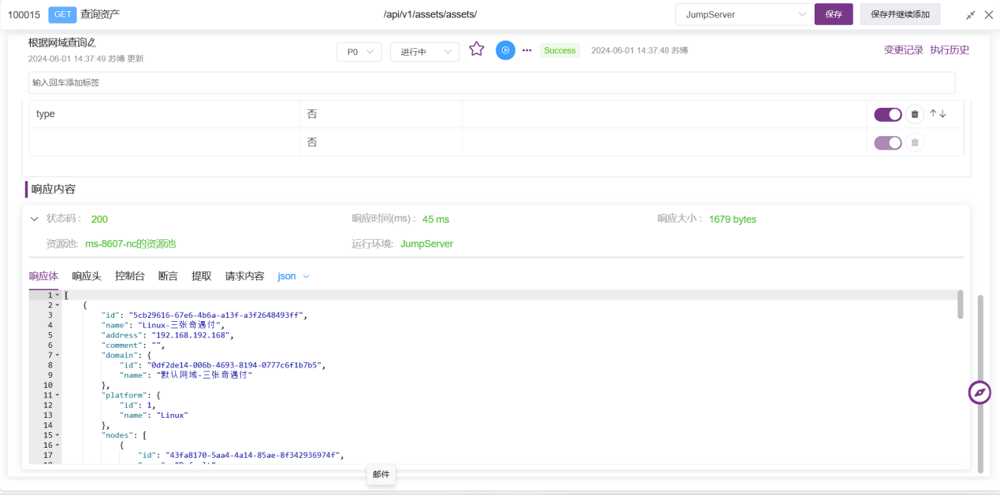 100015 GET 查询资产 /api/v1/assets/assets/ JumpServer 保存 保存并继续添加
根据网域查询
2024-06-01 14:37:49 苏博 更新 P0 进行中 Success 2024-06-01 14:37:48 苏博 变更记录 执行历史
输入回车添加标签
type 否
否
响应内容
状态码： 200 响应时间(ms)： 45 ms 响应大小： 1679 bytes
资源池: ms-8607-nc的资源池 运行环境: JumpServer
响应体 响应头 控制台 断言 提取 请求内容 json
1 [
2 {
3 "id": "5cb29616-67e6-4b6a-a13f-a3f2648493ff",
4 "name": "Linux-三张奇遇付",
5 "address": "192.168.192.168",
6 "comment": "",
7 "domain": {
8 "id": "0df2de14-006b-4693-8194-0777c6f1b7b5",
9 "name": "默认网域-三张奇遇付"
10 },
11 "platform": {
12 "id": 1,
13 "name": "Linux"
14 },
15 "nodes": [
16 {
17 "id": "43fa8170-5aa4-4a14-85ae-8f342936974f",
邮件